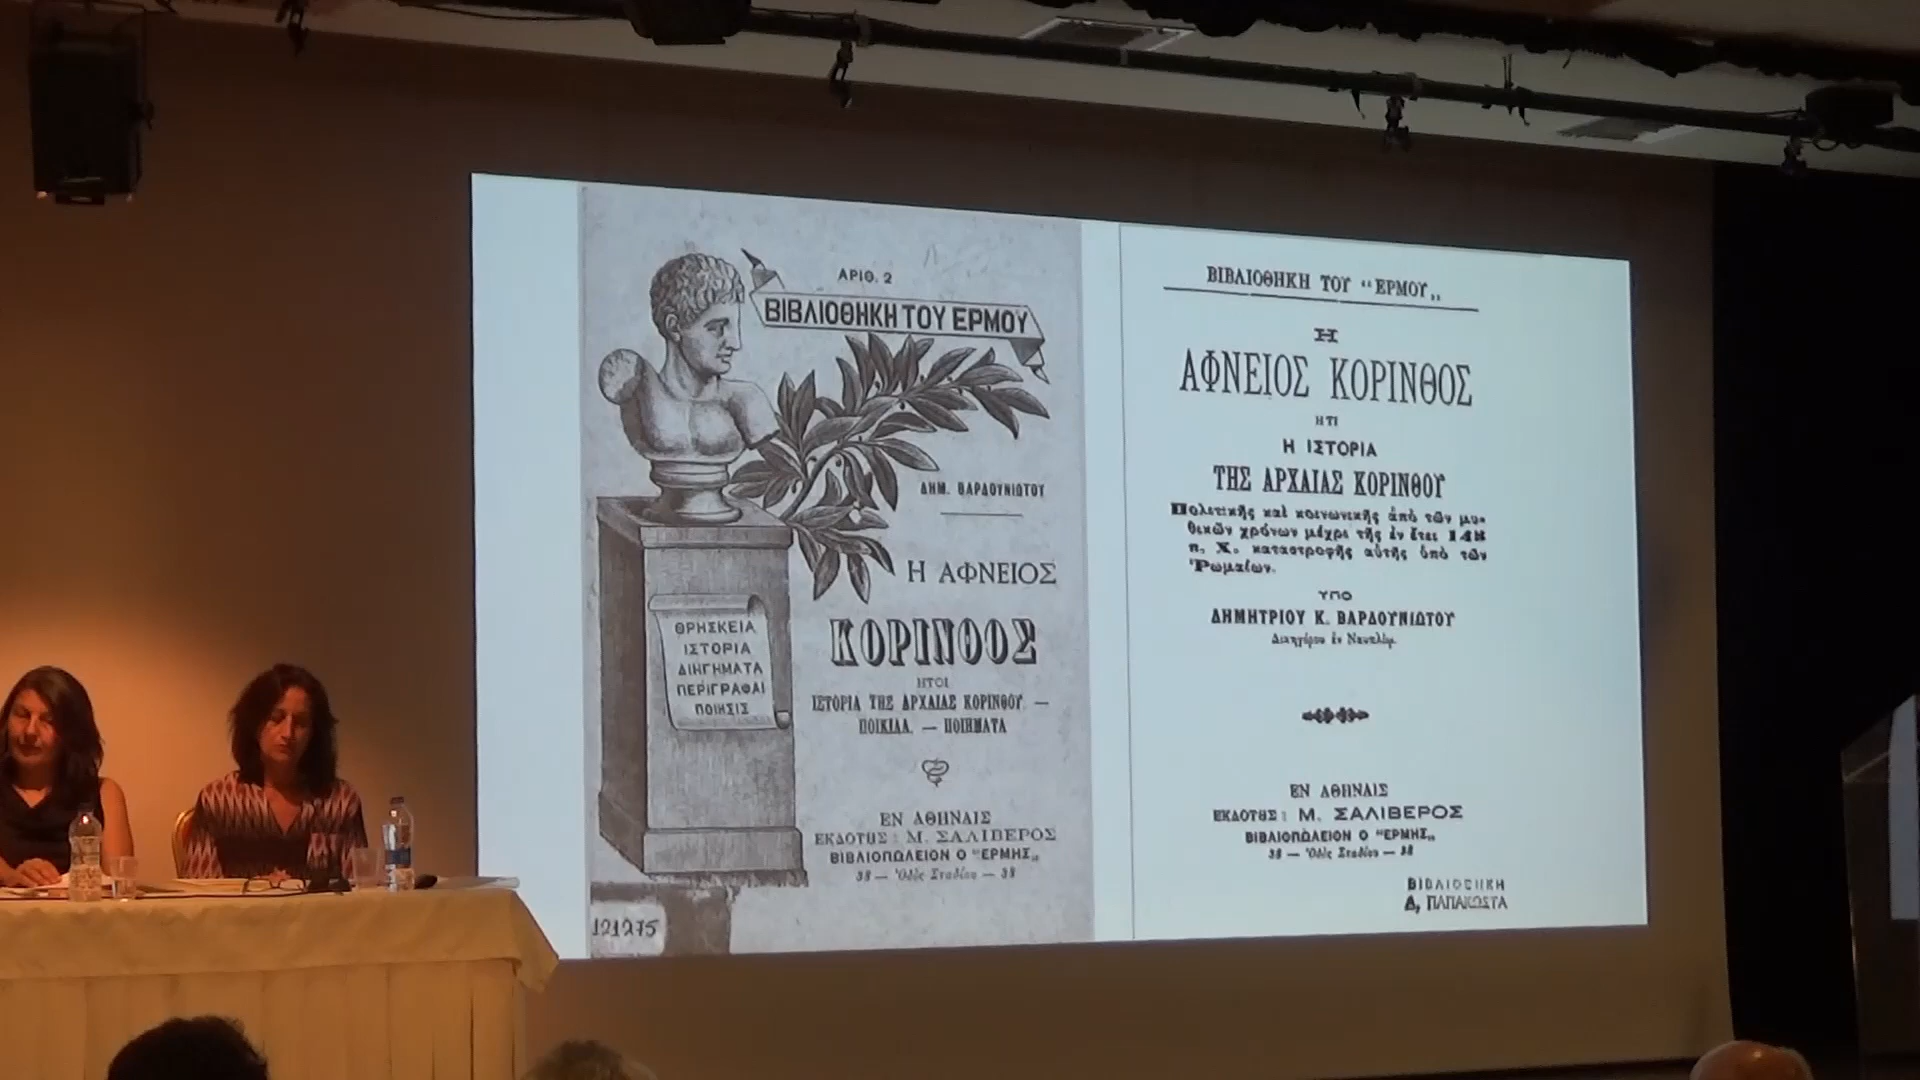 ΑΡΙΘ. 2
ΒΙΒΛΙΟΘΗΚΗ ΤΟΥ ΕΡΜΟΥ
ΔΗΜ. ΒΑΡΔΟΥΝΙΩΤΟΥ
Η ΑΦΝΕΙΟΣ
ΚΟΡΙΝΘΟΣ
ΗΤΟΙ
ΙΣΤΟΡΙΑ ΤΗΣ ΑΡΧΑΙΑΣ ΚΟΡΙΝΘΟΥ. —
ΠΟΙΚΙΛΑ. — ΠΟΙΗΜΑΤΑ
ΘΡΗΣΚΕΙΑ
ΙΣΤΟΡΙΑ
ΔΙΗΓΗΜΑΤΑ
ΠΕΡΙΓΡΑΦΑΙ
ΠΟΙΗΣΙΣ
ΕΝ ΑΘΗΝΑΙΣ
ΕΚΔΟΤΗΣ : Μ. ΣΑΛΙΒΕΡΟΣ
ΒΙΒΛΙΟΠΩΛΕΙΟΝ Ο "ΕΡΜΗΣ„
38 — Ὁδὸς Σταδίου — 38
121275
ΒΙΒΛΙΟΘΗΚΗ ΤΟΥ “ΕΡΜΟΥ„
Η
ΑΦΝΕΙΟΣ ΚΟΡΙΝΘΟΣ
ΗΤΙ
Η ΙΣΤΟΡΙΑ
ΤΗΣ ΑΡΧΑΙΑΣ ΚΟΡΙΝΘΟΥ
Πολιτικῆς καὶ κοινωνικῆς ἀπὸ τῶν μυ-
θικῶν χρόνων μέχρι τῆς ἐν ἔτει 146
π. Χ. καταστροφῆς αὐτῆς ὑπὸ τῶν
Ῥωμαίων.
ΥΠΟ
ΔΗΜΗΤΡΙΟΥ Κ. ΒΑΡΔΟΥΝΙΩΤΟΥ
Δικηγόρου ἐν Ναυπλίῳ.
ΕΝ ΑΘΗΝΑΙΣ
ΕΚΔΟΤΗΣ : Μ. ΣΑΛΙΒΕΡΟΣ
ΒΙΒΛΙΟΠΩΛΕΙΟΝ Ο "ΕΡΜΗΣ„
38 — Ὁδὸς Σταδίου — 38
ΒΙΒΛΙΟΘΗΚΗ
Δ, ΠΑΠΑΚΩΣΤΑ